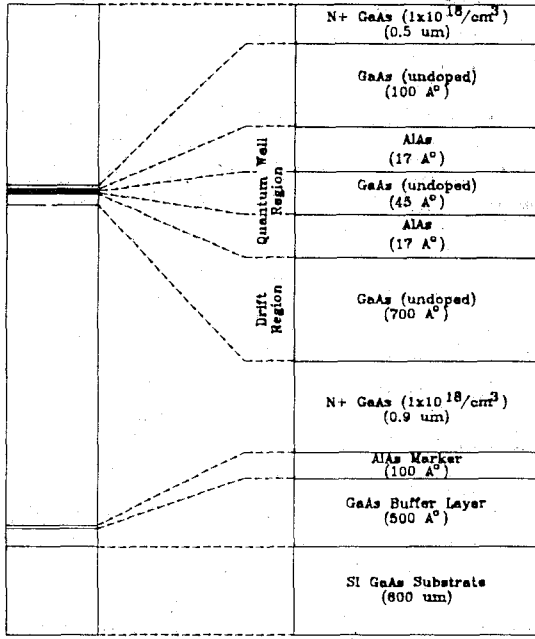 N+ GaAs (1x10^18/cm^3)
(0.5 um)
GaAs (undoped)
(100 A°)
AlAs
(17 A°)
GaAs (undoped)
(45 A°)
AlAs
(17 A°)
Quantum Well
Region
GaAs (undoped)
(700 A°)
Drift
Region
N+ GaAs (1x10^18/cm^3)
(0.9 um)
AlAs Marker
(100 A°)
GaAs Buffer Layer
(500 A°)
SI GaAs Substrate
(600 um)